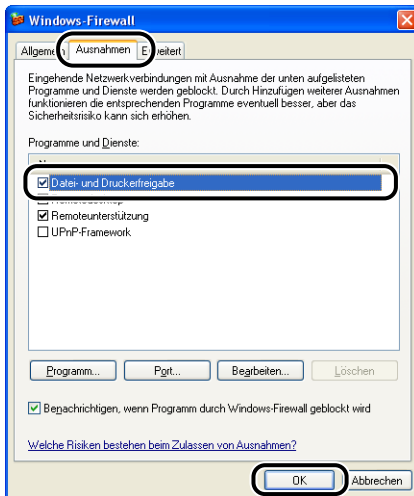 Windows-Firewall
Ausnahmen
Eingehende Netzwerkverbindungen mit Ausnahme der unten aufgelisteten
Programme und Dienste werden geblockt. Durch Hinzufügen weiterer Ausnahmen
funktionieren die entsprechenden Programme eventuell besser, aber das
Sicherheitsrisiko kann sich erhöhen.
Programme und Dienste:
Datei- und Druckerfreigabe
Remoteunterstützung
UPnP-Framework
Programm... Port... Bearbeiten... Löschen
Benachrichtigen, wenn Programm durch Windows-Firewall geblockt wird
Welche Risiken bestehen beim Zulassen von Ausnahmen?
OK Abbrechen